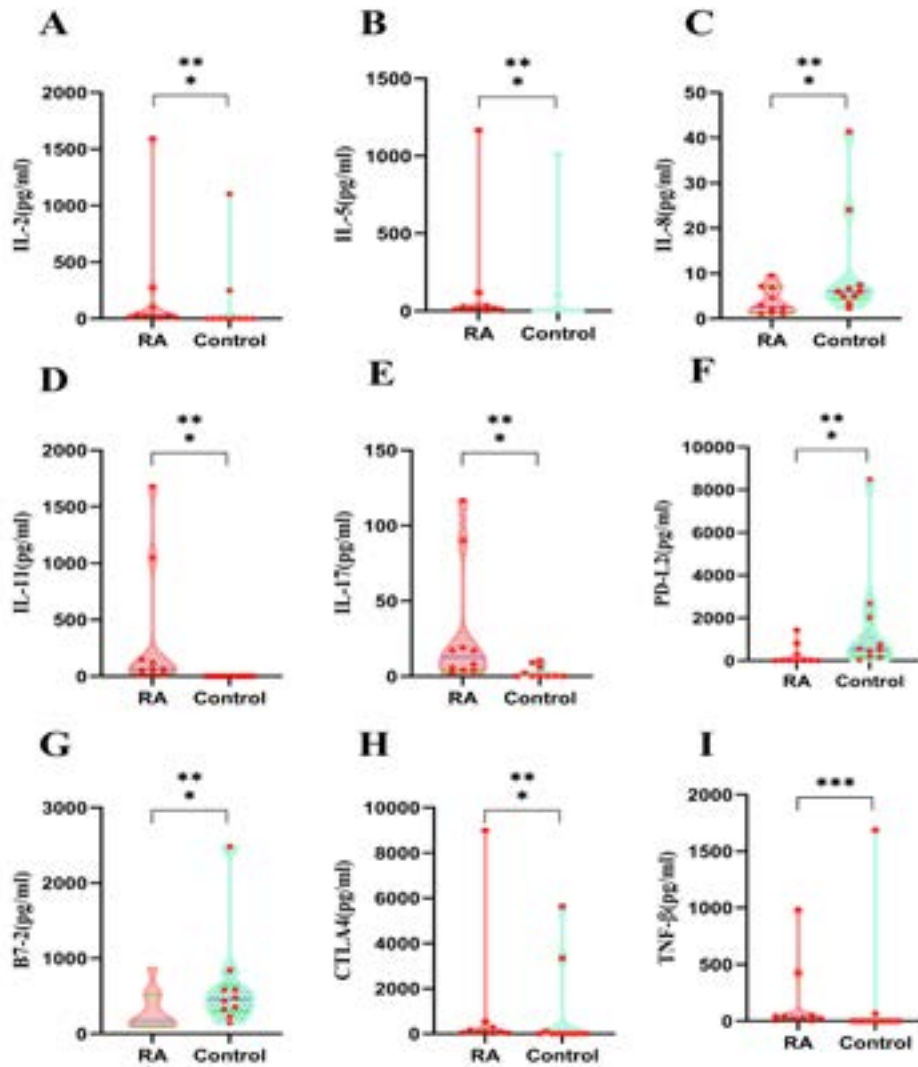 A
B
C
**
*
**
*
**
*
2000
1500
1000
500
0
IL-2(pg/ml)
RA Control
1500
1000
500
0
IL-5(pg/ml)
RA Control
50
40
30
20
10
0
IL-8(pg/ml)
RA Control
D
E
F
**
*
**
*
**
*
2000
1500
1000
500
0
IL-11(pg/ml)
RA Control
150
100
50
0
IL-17(pg/ml)
RA Control
10000
8000
6000
4000
2000
0
PD-L2(pg/ml)
RA Control
G
H
I
**
*
**
*
***
3000
2000
1000
0
B7-2(pg/ml)
RA Control
10000
8000
6000
4000
2000
0
CTLA4(pg/ml)
RA Control
2000
1500
1000
500
0
TNF-β(pg/ml)
RA Control